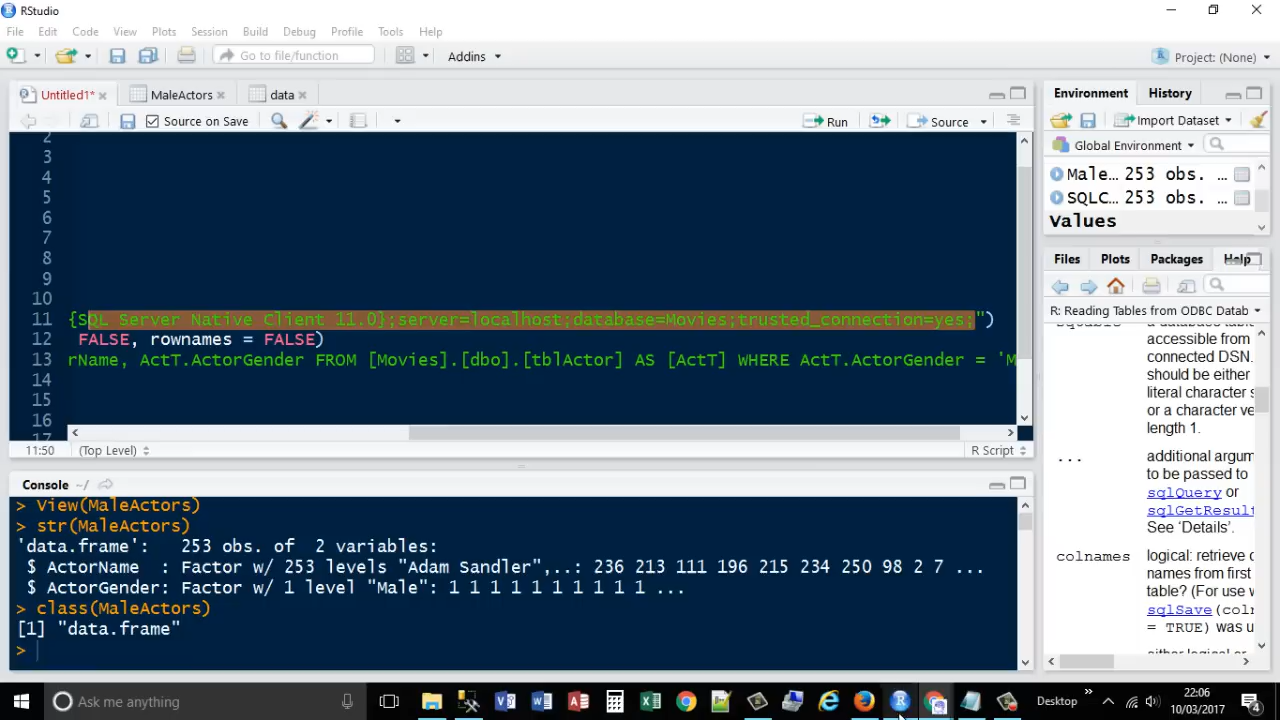 RStudio
File Edit Code View Plots Session Build Debug Profile Tools Help
Go to file/function Addins Project: (None)
Untitled1* MaleActors data
Source on Save Run Source
2
3
4
5
6
7
8
9
10
11 {SQL Server Native Client 11.0};server=localhost;database=Movies;trusted_connection=yes;")
12 FALSE, rownames = FALSE)
13 rName, ActT.ActorGender FROM [Movies].[dbo].[tblActor] AS [ActT] WHERE ActT.ActorGender = 'M
14
15
16
17
11:50 (Top Level) R Script
Console ~/
> View(MaleActors)
> str(MaleActors)
'data.frame': 253 obs. of 2 variables:
$ ActorName : Factor w/ 253 levels "Adam Sandler",..: 236 213 111 196 215 234 250 98 2 7 ...
$ ActorGender: Factor w/ 1 level "Male": 1 1 1 1 1 1 1 1 1 1 ...
> class(MaleActors)
[1] "data.frame"
>
Environment History
Import Dataset
Global Environment
Male... 253 obs. ...
SQLC... 253 obs. ...
Values
Files Plots Packages Help
R: Reading Tables from ODBC Datab
a database table
accessible from
connected DSN.
should be either
literal character s
or a character ve
length 1.
... additional argum
to be passed to
sqlQuery or
sqlGetResult
See ‘Details’.
colnames logical: retrieve c
names from first
table? (For use w
sqlSave(col
= TRUE) was u
Ask me anything
Desktop
22:06
10/03/2017
4